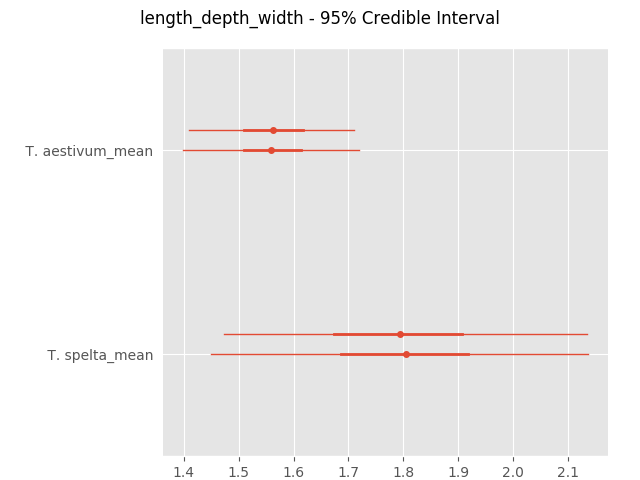 length_depth_width - 95% Credible Interval
T. aestivum_mean
T. spelta_mean
1.4 1.5 1.6 1.7 1.8 1.9 2.0 2.1